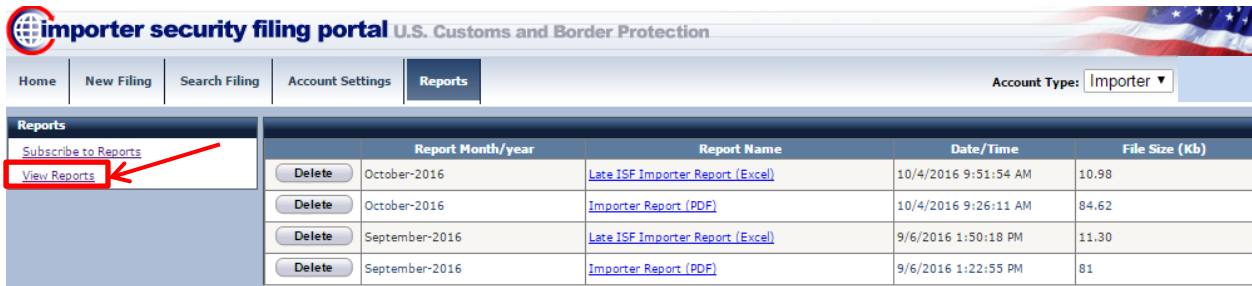 importer security filing portal U.S. Customs and Border Protection
Home New Filing Search Filing Account Settings Reports Account Type: Importer
Reports
Subscribe to Reports
View Reports
Report Month/year Report Name Date/Time File Size (Kb)
Delete October-2016 Late ISF Importer Report (Excel) 10/4/2016 9:51:54 AM 10.98
Delete October-2016 Importer Report (PDF) 10/4/2016 9:26:11 AM 84.62
Delete September-2016 Late ISF Importer Report (Excel) 9/6/2016 1:50:18 PM 11.30
Delete September-2016 Importer Report (PDF) 9/6/2016 1:22:55 PM 81